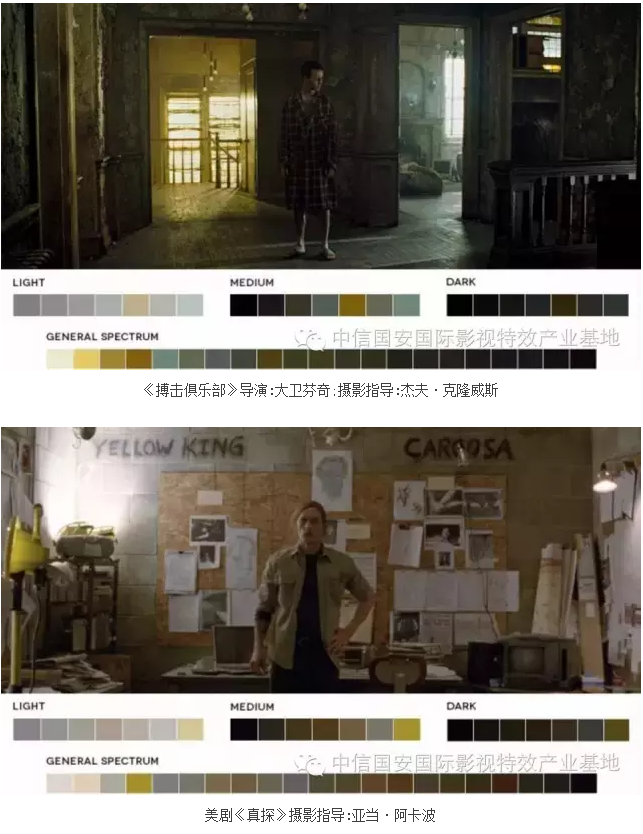 LIGHT
MEDIUM
DARK
GENERAL SPECTRUM
中信国安国际影视特效产业基地
《搏击俱乐部》导演:大卫芬奇;摄影指导:杰夫·克隆威斯
YELLOW KING
CARCOSA
LIGHT
MEDIUM
DARK
GENERAL SPECTRUM
中信国安国际影视特效产业基地
美剧《真探》摄影指导:亚当·阿卡波